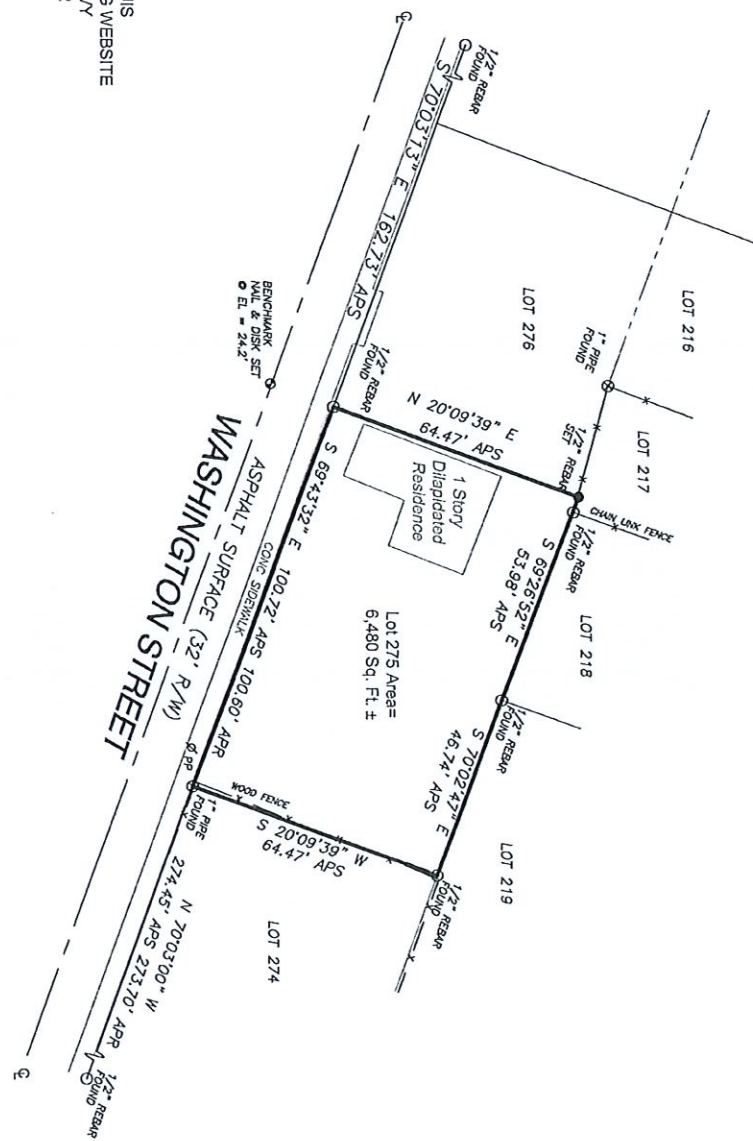 IS
G WEBSITE
VY
LOT 216
LOT 217
LOT 218
LOT 219
LOT 276
LOT 274
1" PIPE
FOUND
1/2" REBAR
SET
CHAIN LINK FENCE
1/2" REBAR
FOUND
S 69°26'52" E
53.98' APS
1/2" REBAR
FOUND
S 70°02'47" E
46.74' APS
1/2" REBAR
FOUND
1/2" REBAR
FOUND
S 70°03'13" E 162.73' APS
1/2" REBAR
FOUND
N 20°09'39" E
64.47' APS
1 Story
Dilapidated
Residence
Lot 275 Area=
6,480 Sq. Ft. ±
S 69°43'32" E 100.72' APS 100.60' APR
WOOD FENCE
S 20°09'39" W
64.47' APS
PP
1" PIPE
FOUND
N 70°03'00" W
274.45' APS 273.70' APR
1/2" REBAR
FOUND
CONC SIDEWALK
ASPHALT SURFACE (32' R/W)
WASHINGTON STREET
BENCHMARK
NAIL & DISK SET
EL = 24.2'
CL
CL